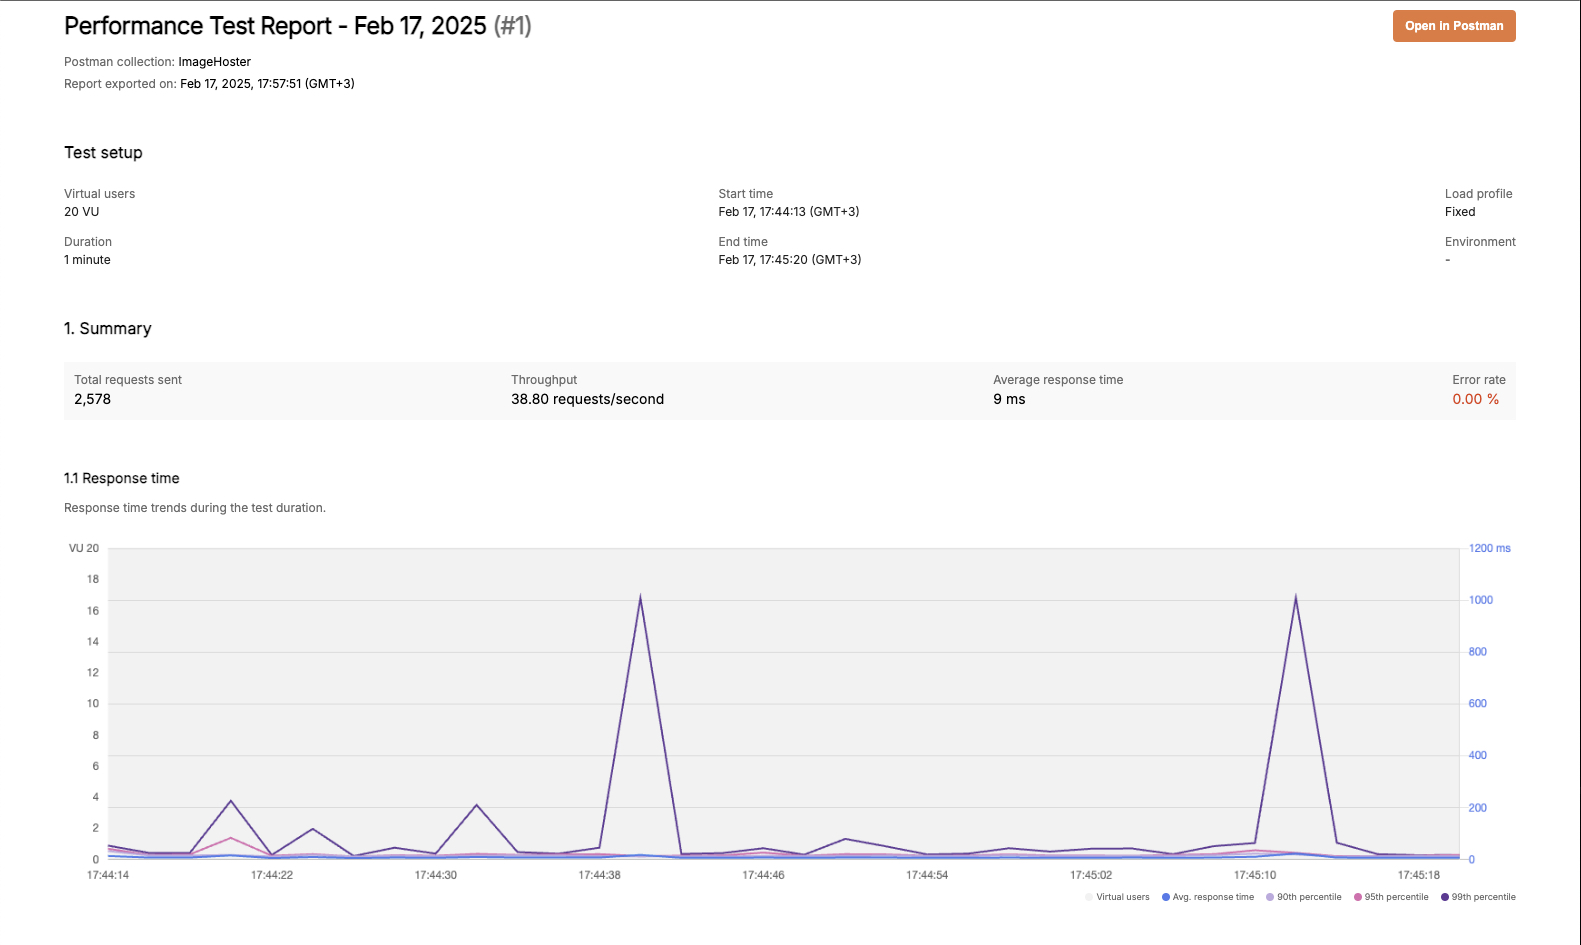 Performance Test Report - Feb 17, 2025 (#1)
Open in Postman
Postman collection: ImageHoster
Report exported on: Feb 17, 2025, 17:57:51 (GMT+3)
Test setup
Virtual users
20 VU
Start time
Feb 17, 17:44:13 (GMT+3)
Load profile
Fixed
Duration
1 minute
End time
Feb 17, 17:45:20 (GMT+3)
Environment
-
1. Summary
Total requests sent
2,578
Throughput
38.80 requests/second
Average response time
9 ms
Error rate
0.00 %
1.1 Response time
Response time trends during the test duration.
VU 20
18
16
14
12
10
8
6
4
2
0
1200 ms
1000
800
600
400
200
0
17:44:14
17:44:22
17:44:30
17:44:38
17:44:46
17:44:54
17:45:02
17:45:10
17:45:18
Virtual users
Avg. response time
90th percentile
95th percentile
99th percentile